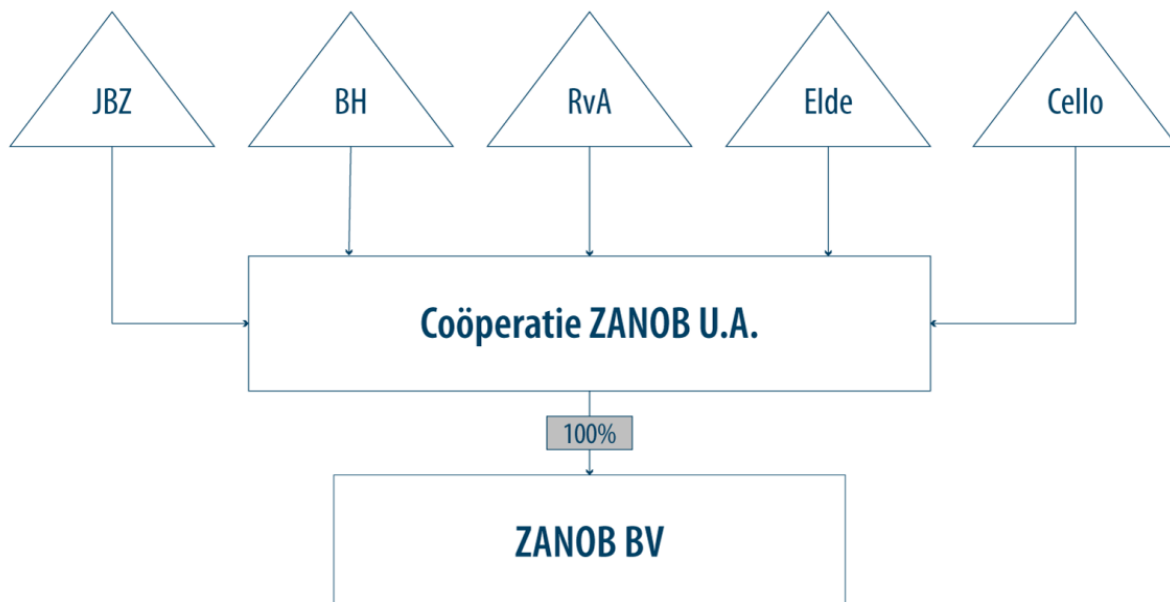 JBZ
BH
RvA
Elde
Cello
Coöperatie ZANOB U.A.
100%
ZANOB BV